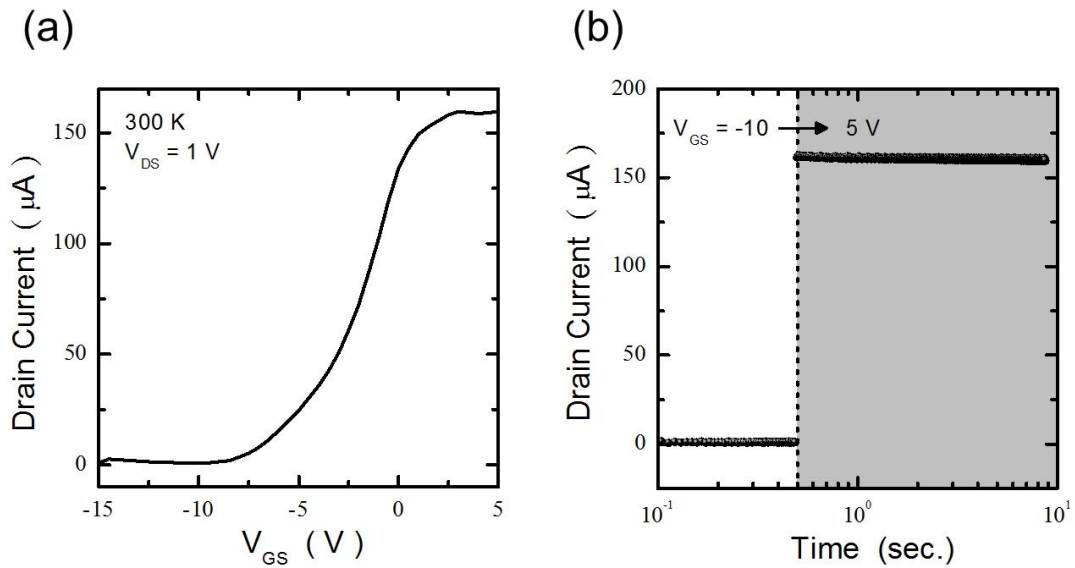 (a)
300 K
V_DS = 1 V
Drain Current ( μA )
150
100
50
0
-15
-10
-5
0
5
V_GS ( V )
(b)
V_GS = -10 → 5 V
Drain Current ( μA )
200
150
100
50
0
10^-1
10^0
10^1
Time (sec.)